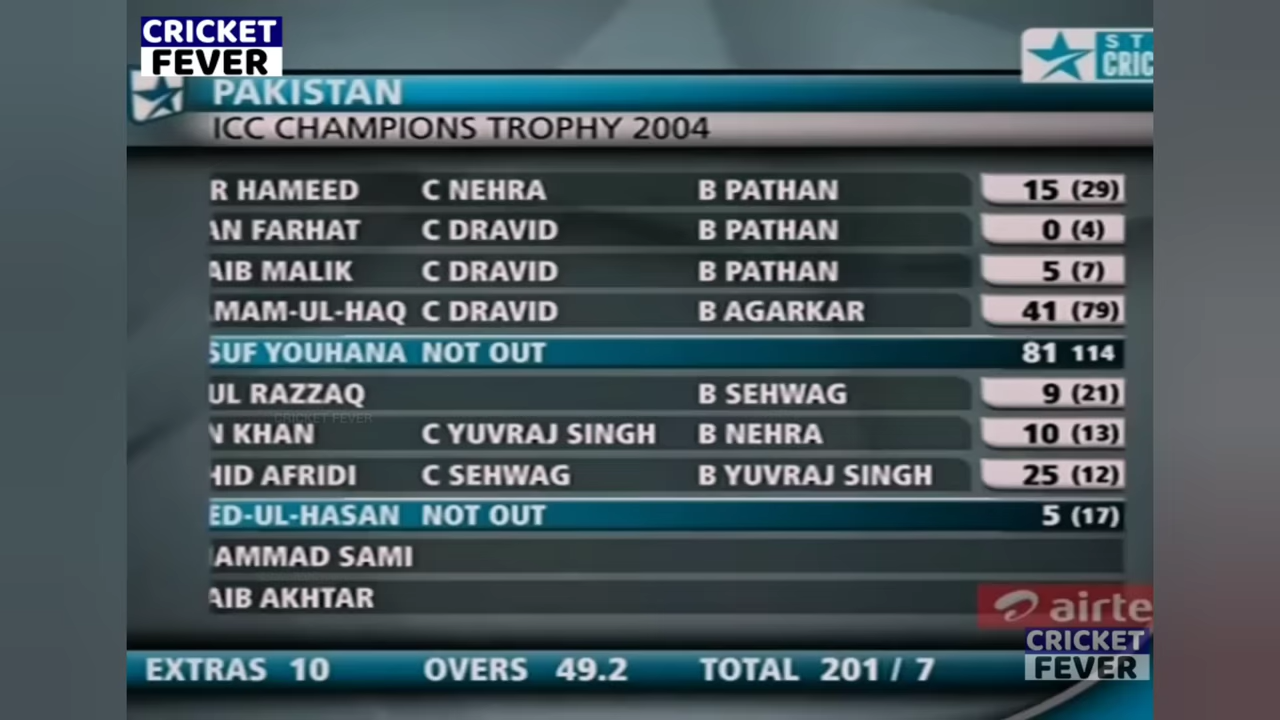 CRICKET
FEVER
ST
CRIC
PAKISTAN
ICC CHAMPIONS TROPHY 2004
R HAMEED C NEHRA B PATHAN 15 (29)
AN FARHAT C DRAVID B PATHAN 0 (4)
AIB MALIK C DRAVID B PATHAN 5 (7)
MAM-UL-HAQ C DRAVID B AGARKAR 41 (79)
SUF YOUHANA NOT OUT 81 114
UL RAZZAQ B SEHWAG 9 (21)
CRICKET FEVER
N KHAN C YUVRAJ SINGH B NEHRA 10 (13)
HID AFRIDI C SEHWAG B YUVRAJ SINGH 25 (12)
ED-UL-HASAN NOT OUT 5 (17)
AMMAD SAMI
AIB AKHTAR
airte
CRICKET
FEVER
EXTRAS 10 OVERS 49.2 TOTAL 201 / 7